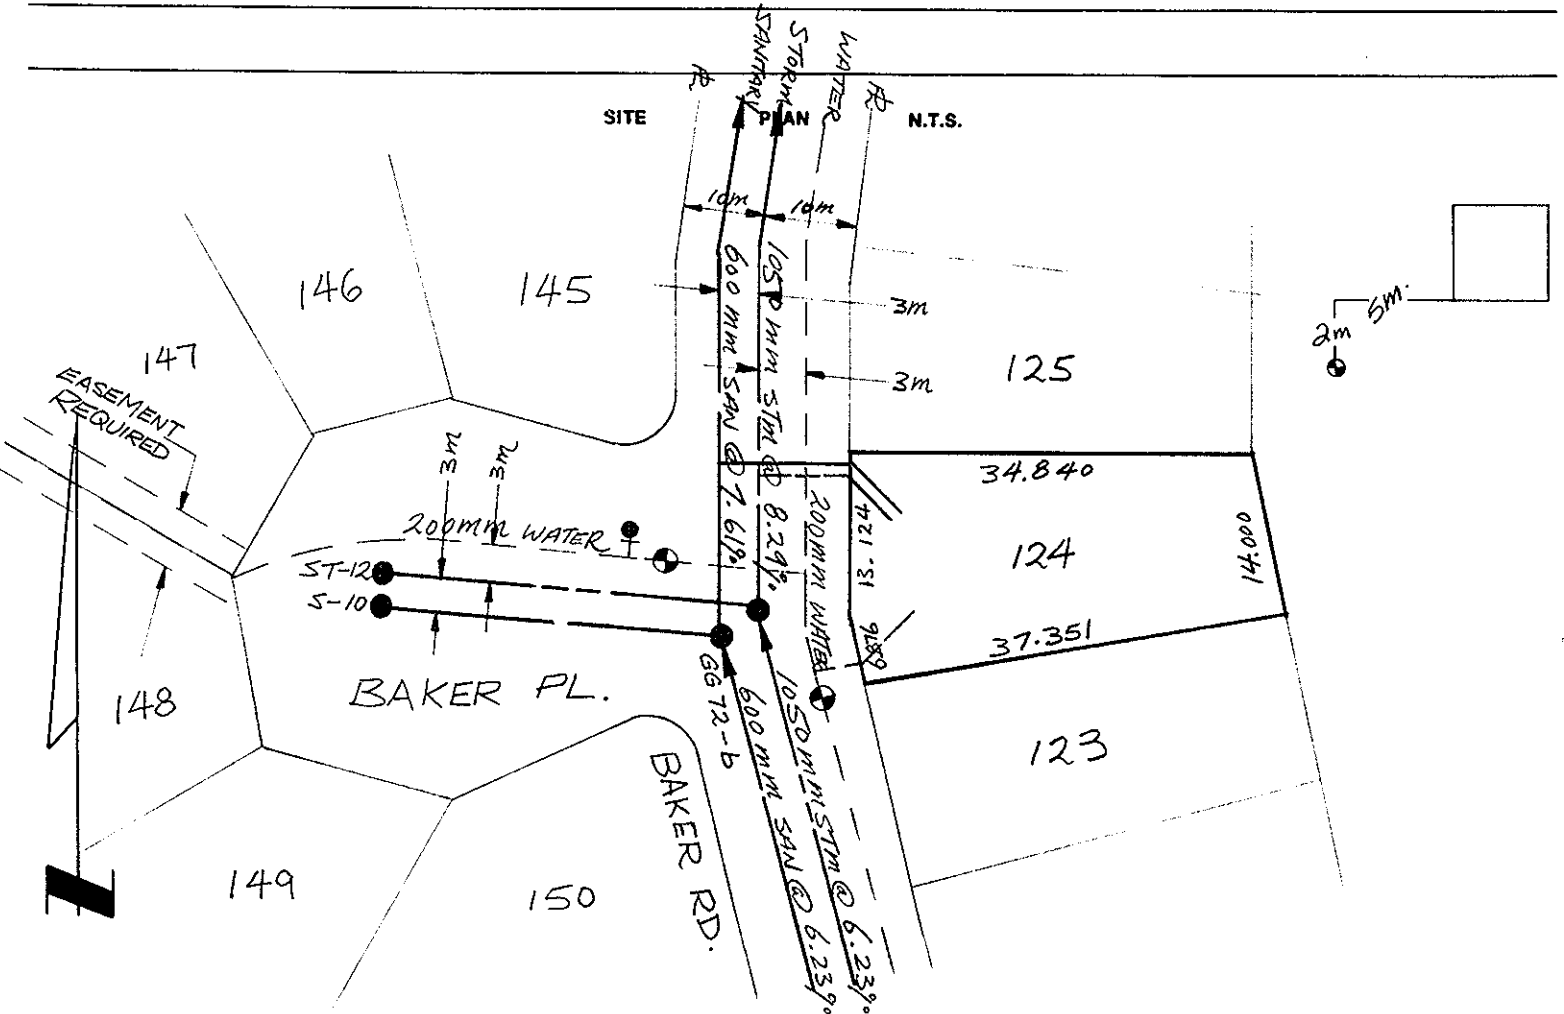 SANITARY
STORM
WATER
SITE PLAN N.T.S.
10m
10m
146
145
147
EASEMENT
REQUIRED
600 mm SAN @ 7.61%
1050 mm STM @ 8.29%
3m
3m
125
2m
5m.
3m
3m
200mm WATER
200mm WATER
ST-12
S-10
34.840
13.124
124
14.000
37.351
148
BAKER PL.
GG72-b
600 mm SAN @ 6.23%
1050 mm STM @ 6.23%
123
BAKER RD.
149
150